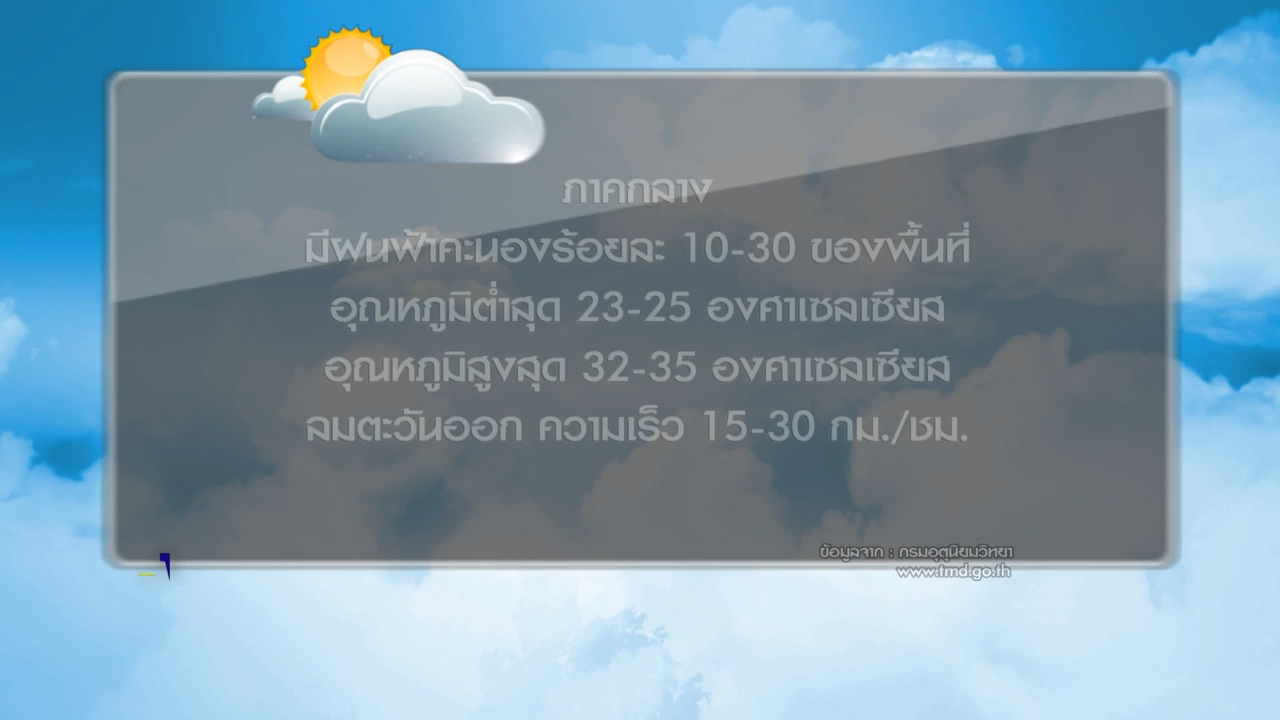 ภาคกลาง
มีฝนฟ้าคะนองร้อยละ 10-30 ของพื้นที่
อุณหภูมิต่ำสุด 23-25 องศาเซลเซียส
อุณหภูมิสูงสุด 32-35 องศาเซลเซียส
ลมตะวันออก ความเร็ว 15-30 กม./ชม.
ข้อมูลจาก : กรมอุตุนิยมวิทยา
www.tmd.go.th